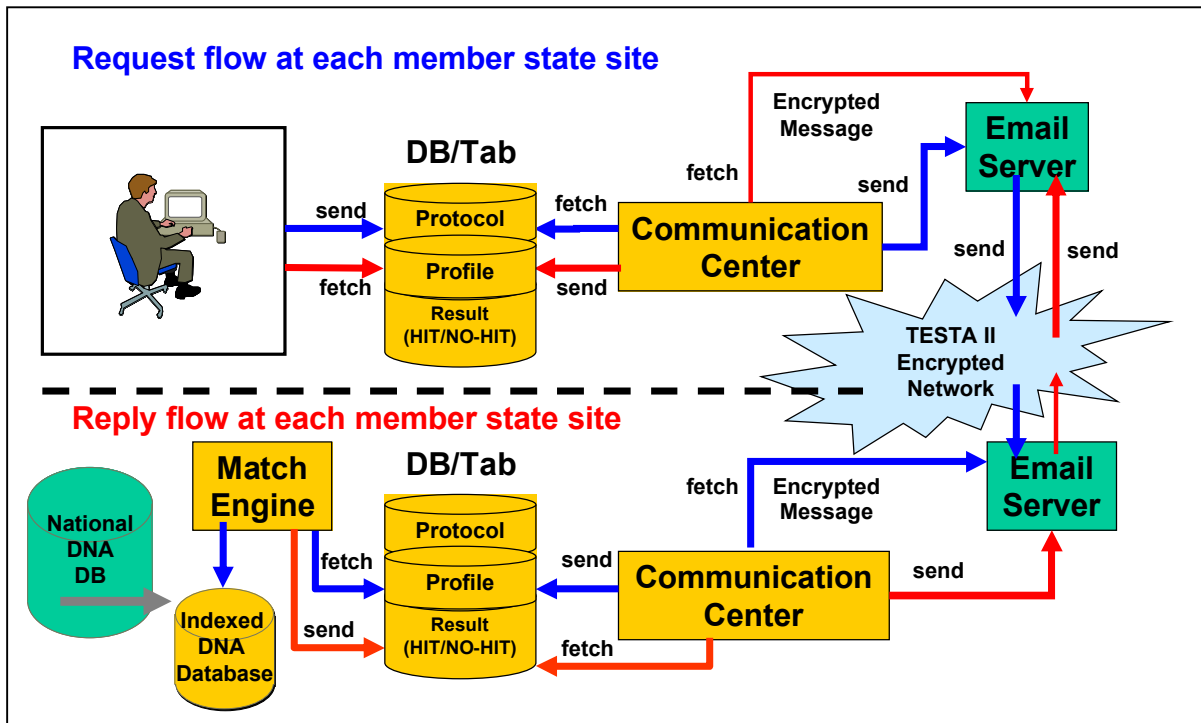 Request flow at each member state site
Encrypted
Message
Email
Server
DB/Tab
fetch
send
send
fetch
Protocol
Communication
Center
Profile
fetch
send
send
send
Result
(HIT/NO-HIT)
TESTA II
Encrypted
Network
Reply flow at each member state site
Match
Engine
DB/Tab
fetch
Encrypted
Message
Email
Server
National
DNA
DB
Protocol
fetch
send
Communication
Center
send
Profile
Indexed
DNA
Database
send
Result
(HIT/NO-HIT)
fetch